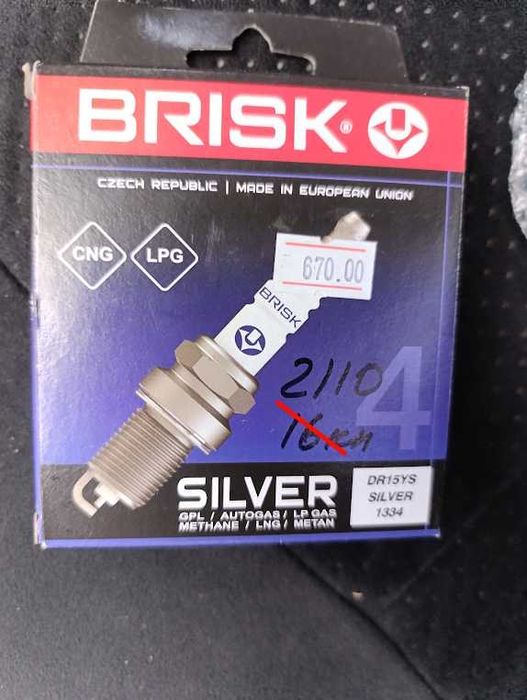 BRISK®
CZECH REPUBLIC | MADE IN EUROPEAN UNION
CNG LPG
670.00
BRISK
2110
16кл
4
SILVER
GPL / AUTOGAS / LP GAS
METHANE / LNG / METAN
DR15YS
SILVER
1334